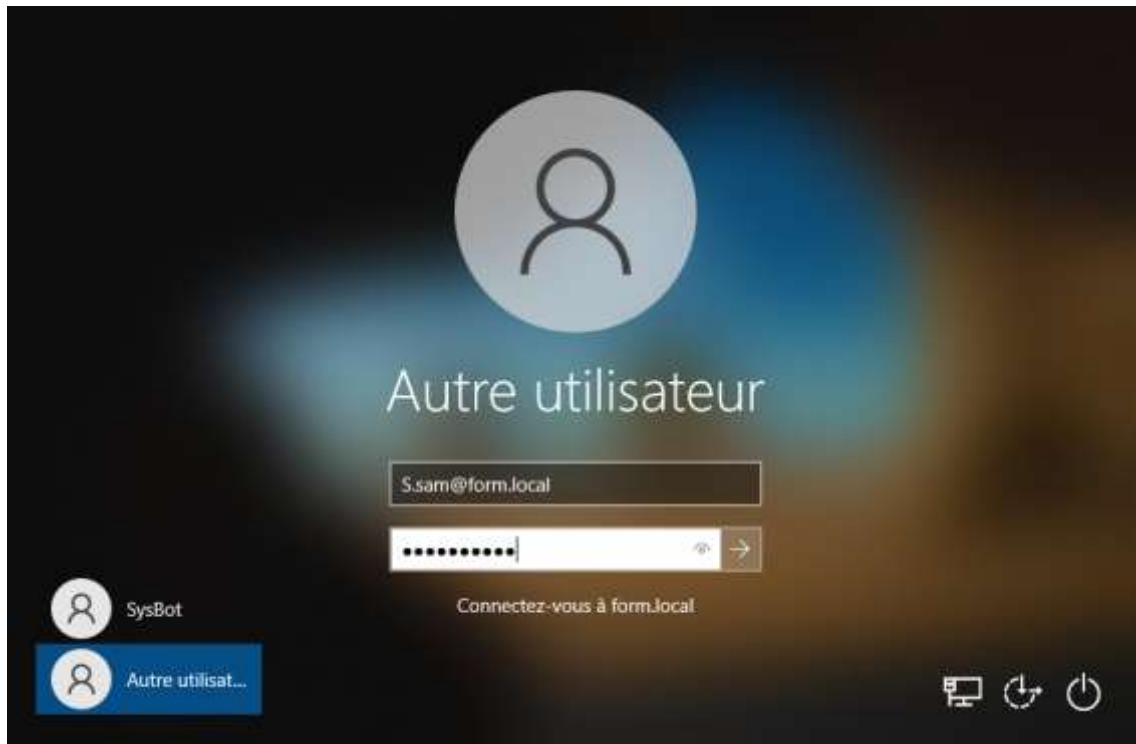 Autre utilisateur
S.sam@form.local
Connectez-vous à form.local
SysBot
Autre utilisat...